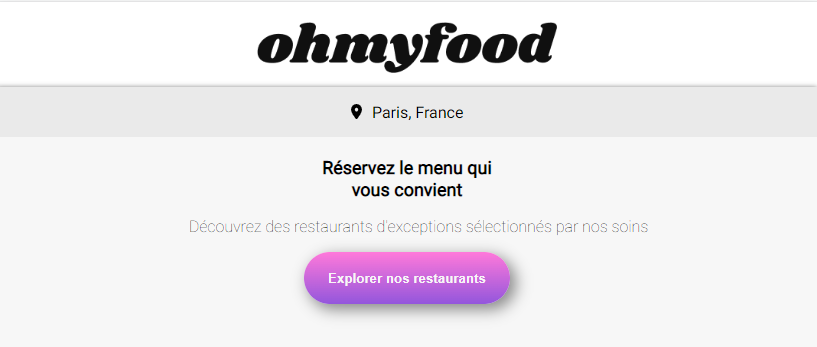 ohmyfood
Paris, France
Réservez le menu qui
vous convient
Découvrez des restaurants d'exceptions sélectionnés par nos soins
Explorer nos restaurants